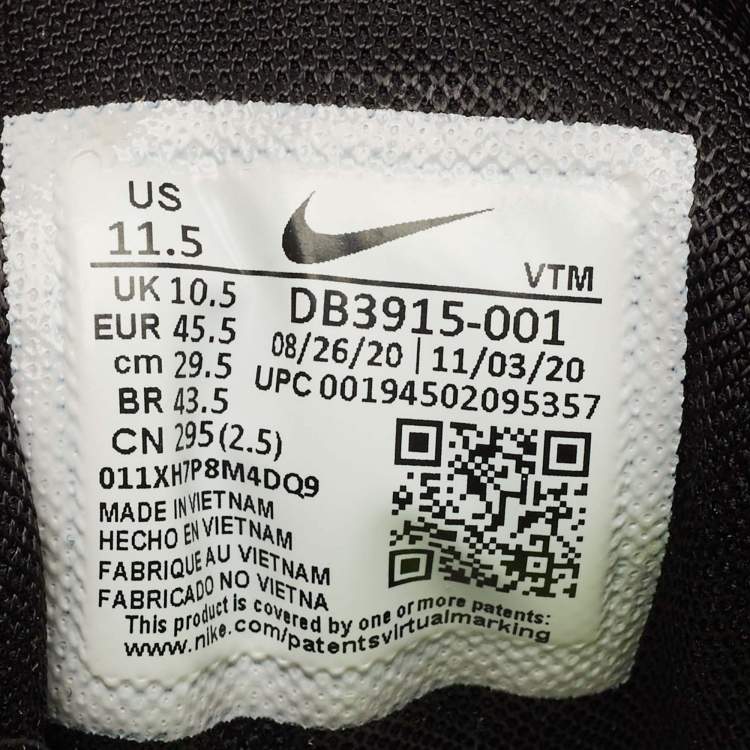 US
11.5
VTM
UK 10.5
EUR 45.5
cm 29.5
BR 43.5
CN 295 (2.5)
DB3915-001
08/26/20 | 11/03/20
UPC 00194502095357
011XH7P8M4DQ9
MADE IN VIETNAM
HECHO EN VIETNAM
FABRIQUE AU VIETNAM
FABRICADO NO VIETNA
This product is covered by one or more patents:
www.nike.com/patentsvirtualmarking